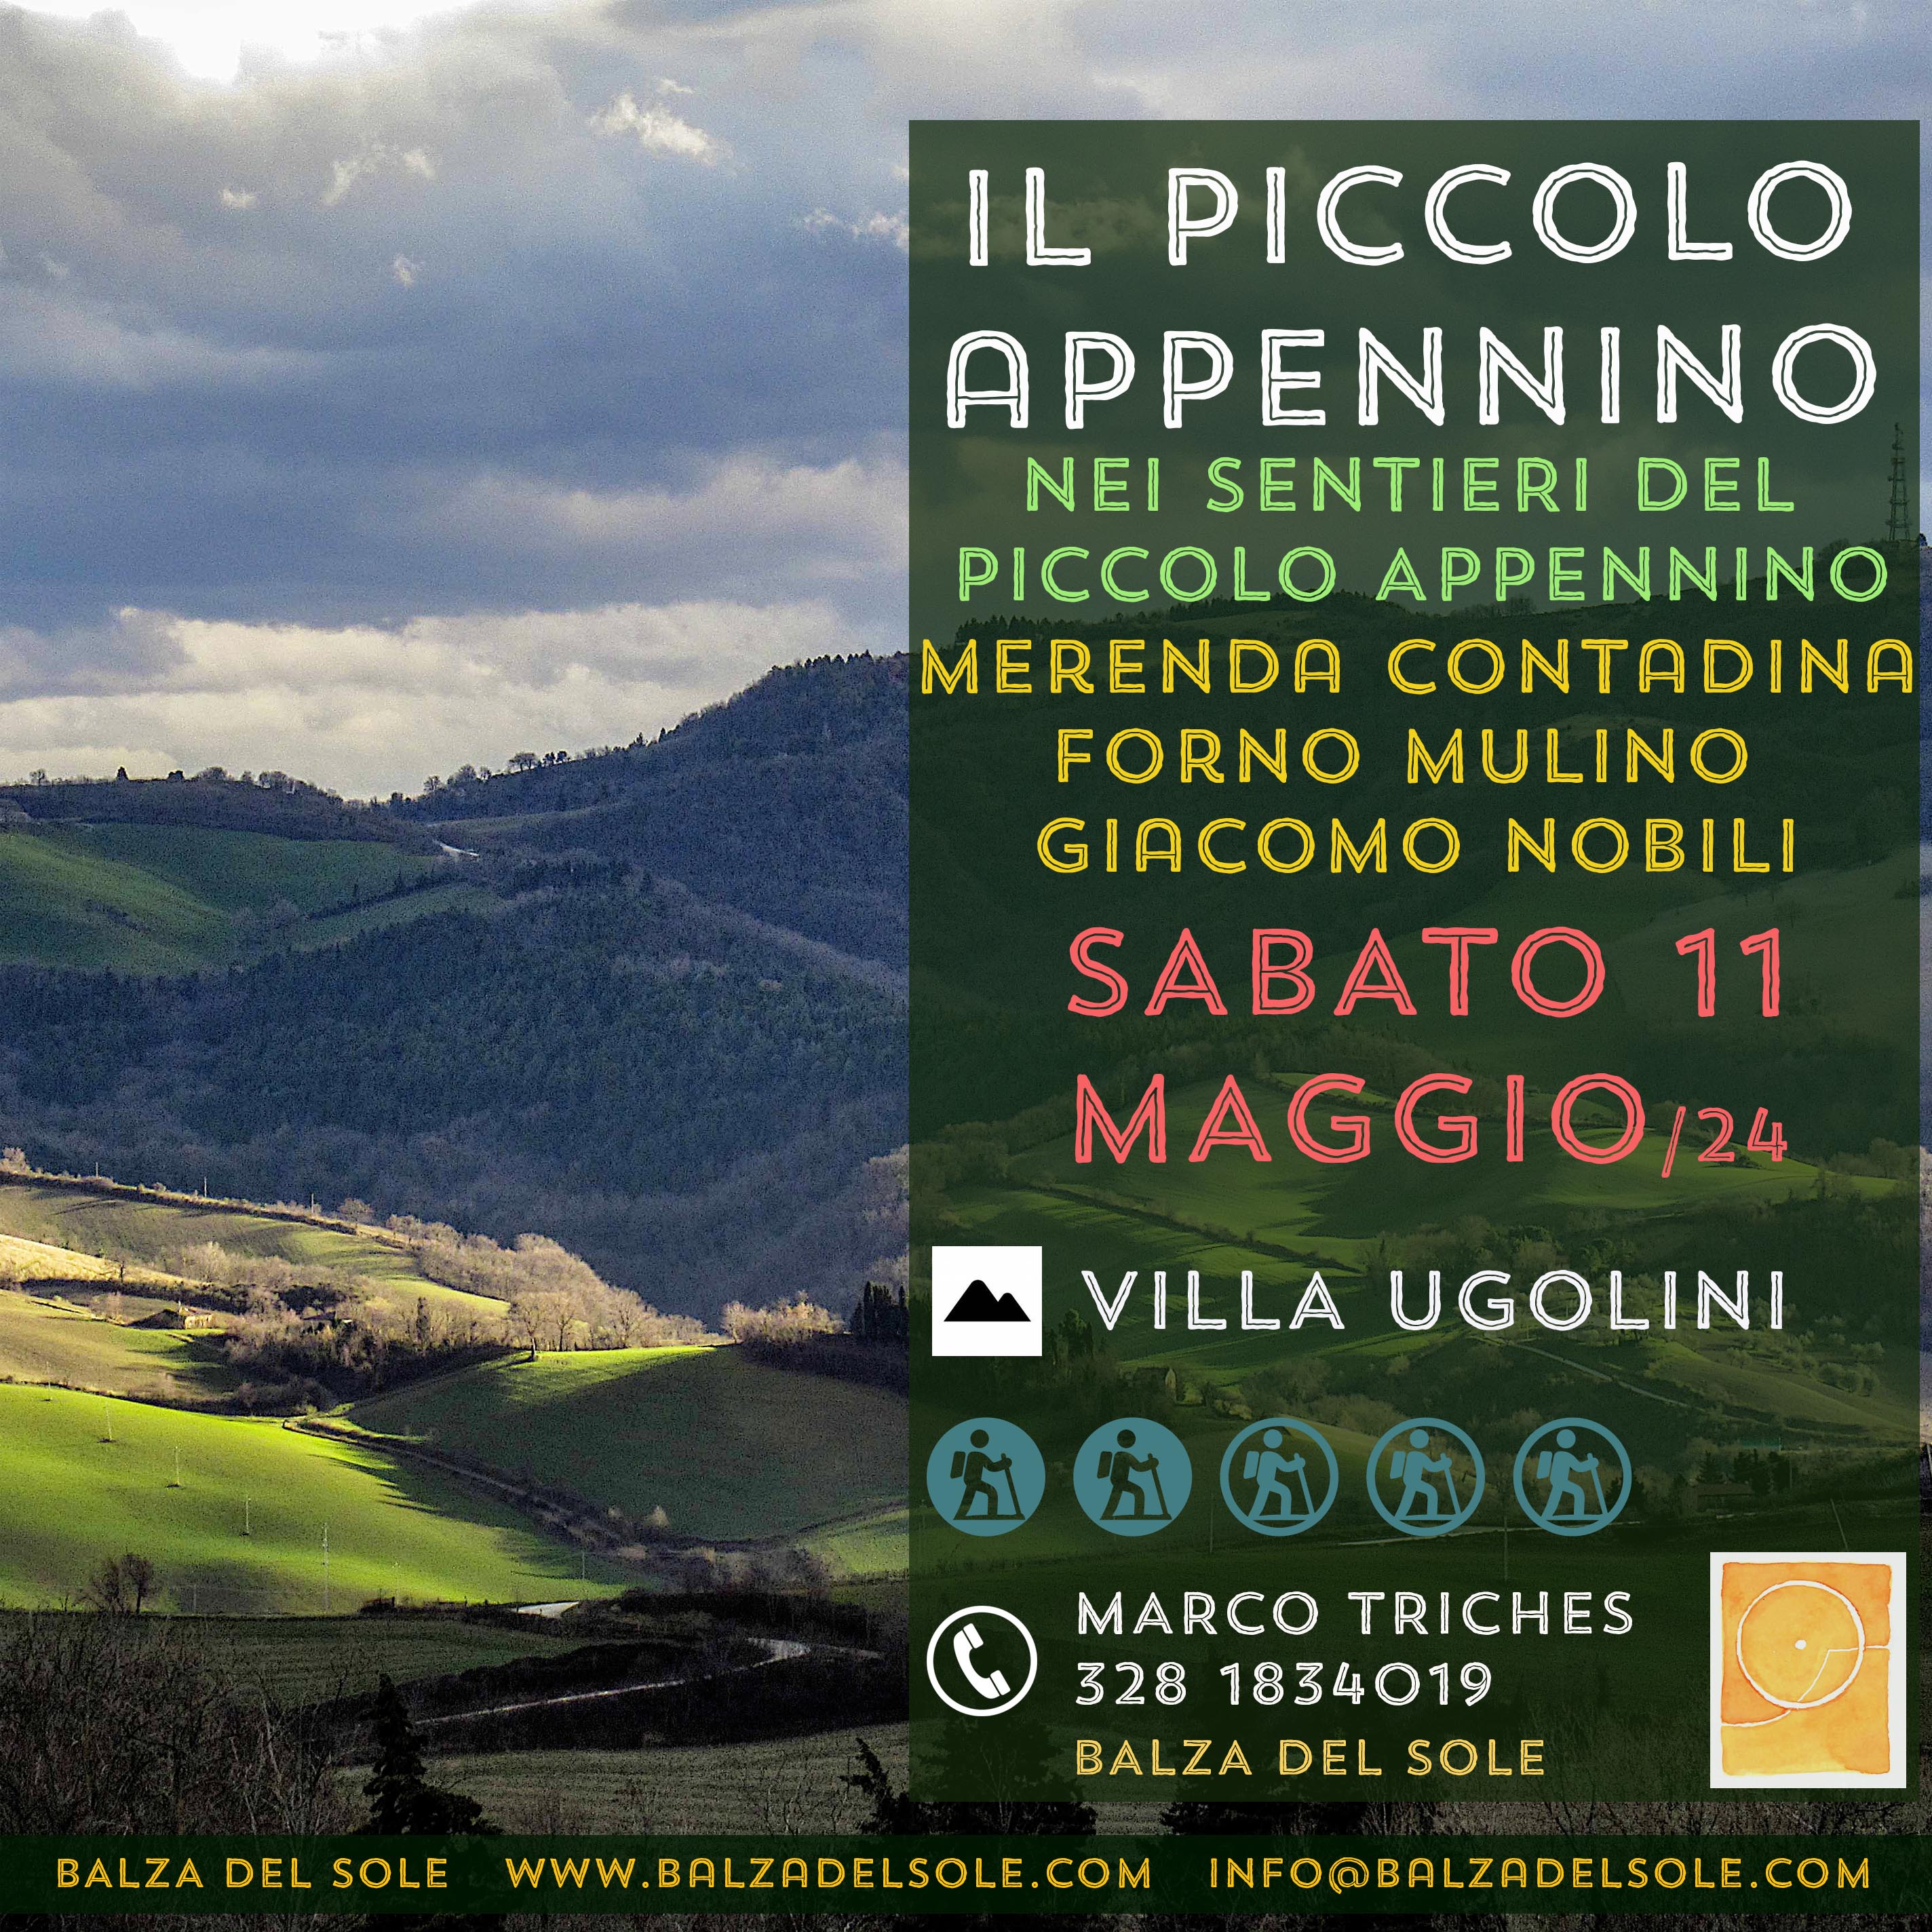 IL PICCOLO
APPENNINO
NEI SENTIERI DEL
PICCOLO APPENNINO
MERENDA CONTADINA
FORNO MULINO
GIACOMO NOBILI
SABATO 11
MAGGIO/24
VILLA UGOLINI
MARCO TRICHES
328 1834019
BALZA DEL SOLE
BALZA DEL SOLE WWW.BALZADELSOLE.COM INFO@BALZADELSOLE.COM